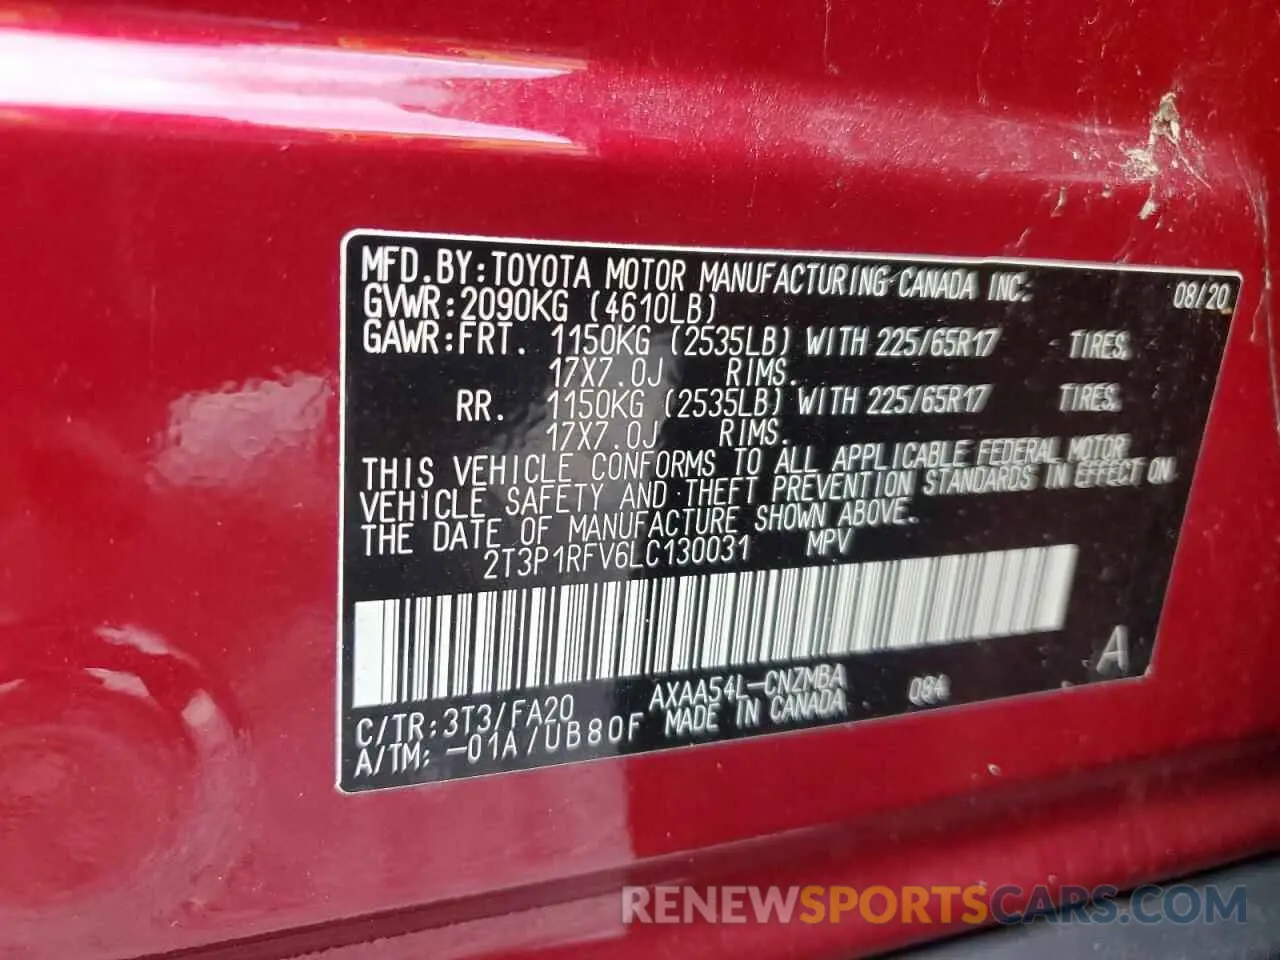 MFD.BY:TOYOTA MOTOR MANUFACTURING CANADA INC. 08/20
GVWR:2090KG (4610LB)
GAWR:FRT. 1150KG (2535LB) WITH 225/65R17 TIRES,
17X7.0J RIMS.
RR. 1150KG (2535LB) WITH 225/65R17 TIRES,
17X7.0J RIMS.
THIS VEHICLE CONFORMS TO ALL APPLICABLE FEDERAL MOTOR
VEHICLE SAFETY AND THEFT PREVENTION STANDARDS IN EFFECT ON
THE DATE OF MANUFACTURE SHOWN ABOVE.
2T3P1RFV6LC130031 MPV
A
C/TR:3T3/FA20 AXAA54L-CNZMBA 084
A/TM:-01A/UB80F MADE IN CANADA
RENEWSPORTSCARS.COM